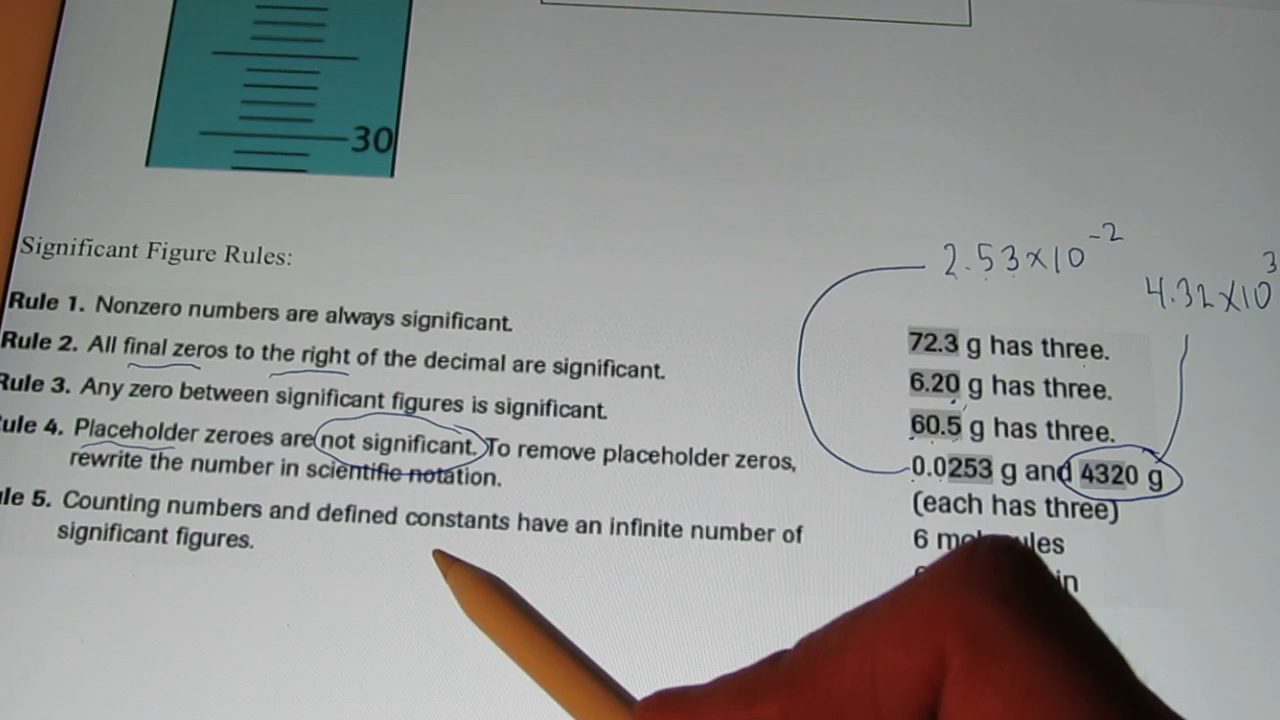 30
Significant Figure Rules:
2.53x10-2
4.32x10 3
Rule 1. Nonzero numbers are always significant.
72.3 g has three.
Rule 2. All final zeros to the right of the decimal are significant.
6.20 g has three.
Rule 3. Any zero between significant figures is significant.
60.5 g has three.
ule 4. Placeholder zeroes are not significant. To remove placeholder zeros,
rewrite the number in scientific notation.
0.0253 g and 4320 g
(each has three)
le 5. Counting numbers and defined constants have an infinite number of
significant figures.
6
in